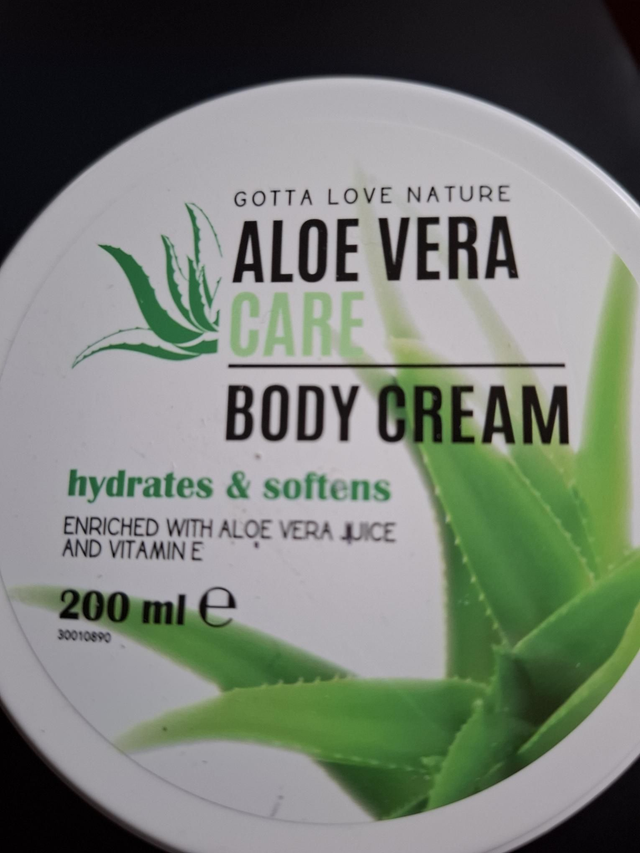 GOTTA LOVE NATURE
ALOE VERA
CARE
BODY CREAM
hydrates & softens
ENRICHED WITH ALOE VERA JUICE
AND VITAMIN E
200 ml ℮
30010890